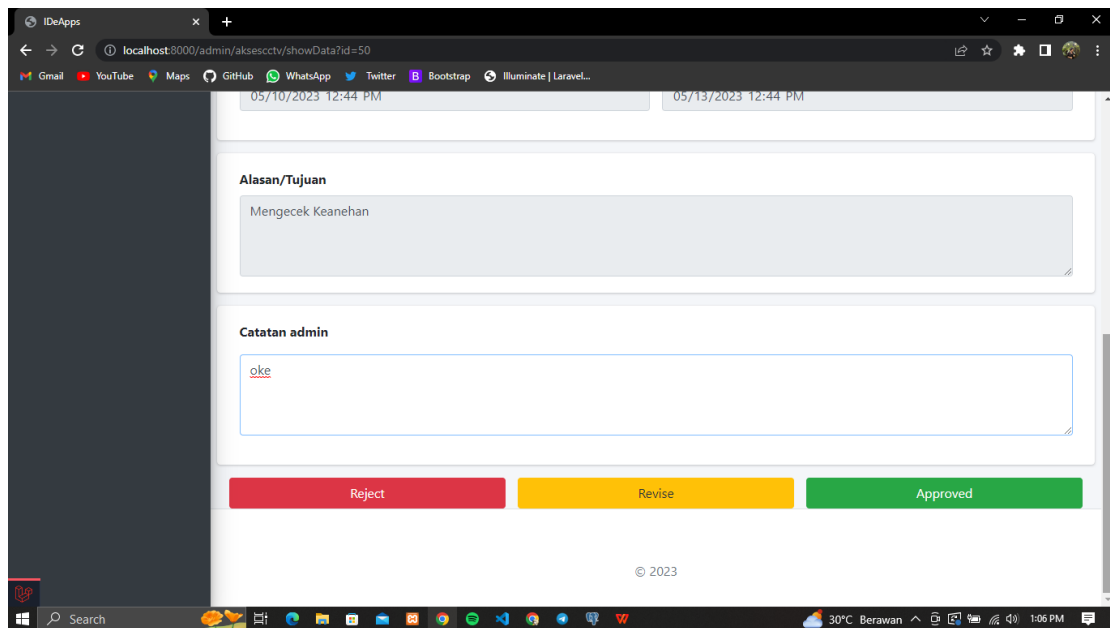 IDeApps
localhost:8000/admin/aksescctv/showData?id=50
Gmail YouTube Maps GitHub WhatsApp Twitter B Bootstrap Illuminate | Laravel...
05/10/2023 12:44 PM 05/13/2023 12:44 PM
Alasan/Tujuan
Mengecek Keanehan
Catatan admin
oke
Reject Revise Approved
© 2023
Search 30°C Berawan 1:06 PM